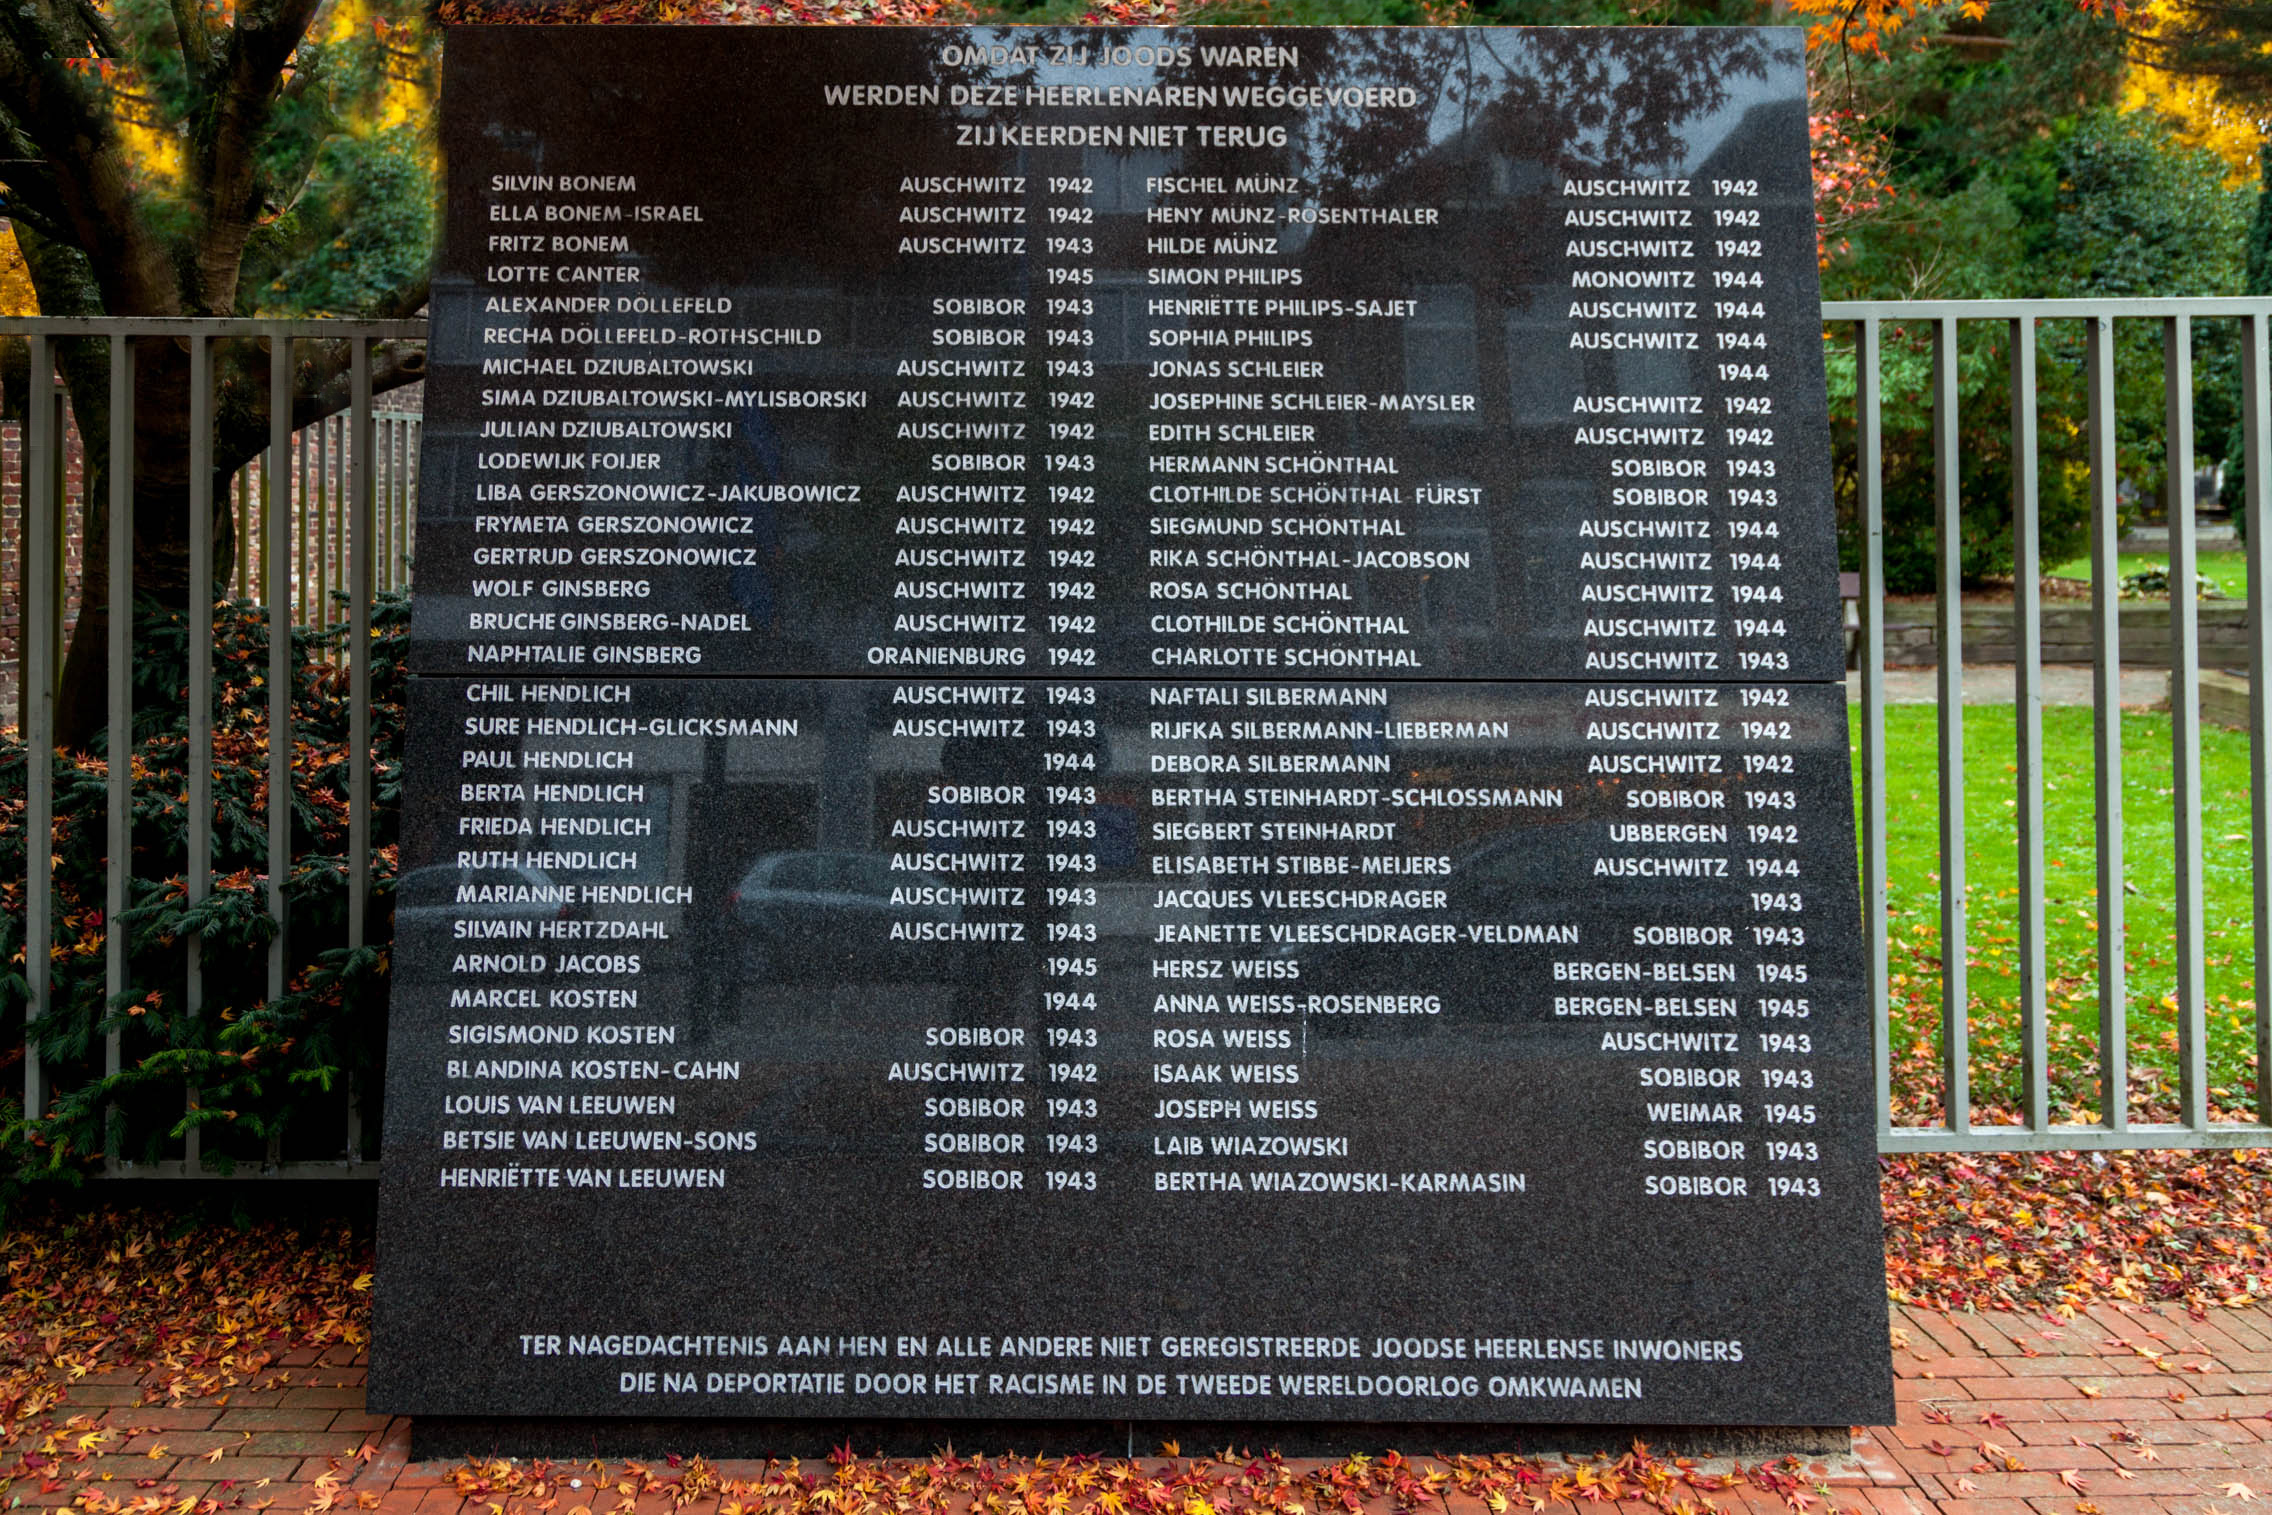 OMDAT ZIJ JOODS WAREN
WERDEN DEZE HEERLENAREN WEGGEVOERD
ZIJ KEERDEN NIET TERUG
SILVIN BONEM AUSCHWITZ 1942
ELLA BONEM-ISRAEL AUSCHWITZ 1942
FRITZ BONEM AUSCHWITZ 1943
LOTTE CANTER 1945
ALEXANDER DÖLLEFELD SOBIBOR 1943
RECHA DÖLLEFELD-ROTHSCHILD SOBIBOR 1943
MICHAEL DZIUBALTOWSKI AUSCHWITZ 1943
SIMA DZIUBALTOWSKI-MYLISBORSKI AUSCHWITZ 1942
JULIAN DZIUBALTOWSKI AUSCHWITZ 1942
LODEWIJK FOIJER SOBIBOR 1943
LIBA GERSZONOWICZ-JAKUBOWICZ AUSCHWITZ 1942
FRYMETA GERSZONOWICZ AUSCHWITZ 1942
GERTRUD GERSZONOWICZ AUSCHWITZ 1942
WOLF GINSBERG AUSCHWITZ 1942
BRUCHE GINSBERG-NADEL AUSCHWITZ 1942
NAPHTALIE GINSBERG ORANIENBURG 1942
CHIL HENDLICH AUSCHWITZ 1943
SURE HENDLICH-GLICKSMANN AUSCHWITZ 1943
PAUL HENDLICH 1944
BERTA HENDLICH SOBIBOR 1943
FRIEDA HENDLICH AUSCHWITZ 1943
RUTH HENDLICH AUSCHWITZ 1943
MARIANNE HENDLICH AUSCHWITZ 1943
SILVAIN HERTZDAHL AUSCHWITZ 1943
ARNOLD JACOBS 1945
MARCEL KOSTEN 1944
SIGISMOND KOSTEN SOBIBOR 1943
BLANDINA KOSTEN-CAHN AUSCHWITZ 1942
LOUIS VAN LEEUWEN SOBIBOR 1943
BETSIE VAN LEEUWEN-SONS SOBIBOR 1943
HENRIËTTE VAN LEEUWEN SOBIBOR 1943
FISCHEL MÜNZ AUSCHWITZ 1942
HENY MÜNZ-ROSENTHALER AUSCHWITZ 1942
HILDE MÜNZ AUSCHWITZ 1942
SIMON PHILIPS MONOWITZ 1944
HENRIËTTE PHILIPS-SAJET AUSCHWITZ 1944
SOPHIA PHILIPS AUSCHWITZ 1944
JONAS SCHLEIER 1944
JOSEPHINE SCHLEIER-MAYSLER AUSCHWITZ 1942
EDITH SCHLEIER AUSCHWITZ 1942
HERMANN SCHÖNTHAL SOBIBOR 1943
CLOTHILDE SCHÖNTHAL FÜRST SOBIBOR 1943
SIEGMUND SCHÖNTHAL AUSCHWITZ 1944
RIKA SCHÖNTHAL-JACOBSON AUSCHWITZ 1944
ROSA SCHÖNTHAL AUSCHWITZ 1944
CLOTHILDE SCHÖNTHAL AUSCHWITZ 1944
CHARLOTTE SCHÖNTHAL AUSCHWITZ 1943
NAFTALI SILBERMANN AUSCHWITZ 1942
RIJFKA SILBERMANN-LIEBERMAN AUSCHWITZ 1942
DEBORA SILBERMANN AUSCHWITZ 1942
BERTHA STEINHARDT-SCHLOSSMANN SOBIBOR 1943
SIEGBERT STEINHARDT UBBERGEN 1942
ELISABETH STIBBE-MEIJERS AUSCHWITZ 1944
JACQUES VLEESCHDRAGER 1943
JEANETTE VLEESCHDRAGER-VELDMAN SOBIBOR 1943
HERSZ WEISS BERGEN-BELSEN 1945
ANNA WEISS-ROSENBERG BERGEN-BELSEN 1945
ROSA WEISS AUSCHWITZ 1943
ISAAK WEISS SOBIBOR 1943
JOSEPH WEISS WEIMAR 1945
LAIB WIAZOWSKI SOBIBOR 1943
BERTHA WIAZOWSKI-KARMASIN SOBIBOR 1943
TER NAGEDACHTENIS AAN HEN EN ALLE ANDERE NIET GEREGISTREERDE JOODSE HEERLENSE INWONERS
DIE NA DEPORTATIE DOOR HET RACISME IN DE TWEEDE WERELDOORLOG OMKWAMEN